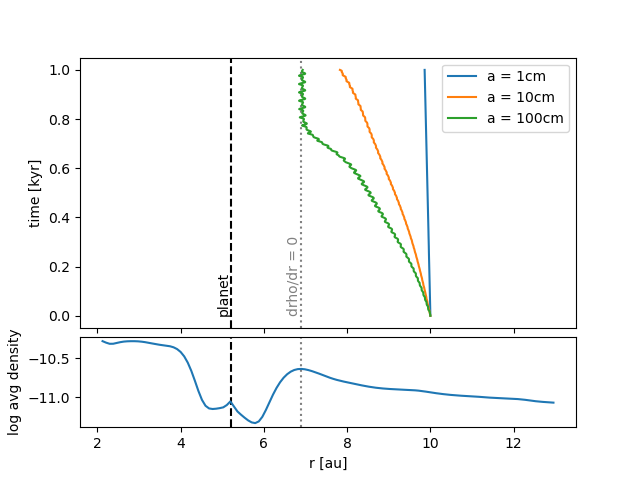 1.0
0.8
0.6
0.4
0.2
0.0
time [kyr]
planet
drho/dr = 0
a = 1cm
a = 10cm
a = 100cm
−10.5
−11.0
log avg density
2 4 6 8 10 12
r [au]